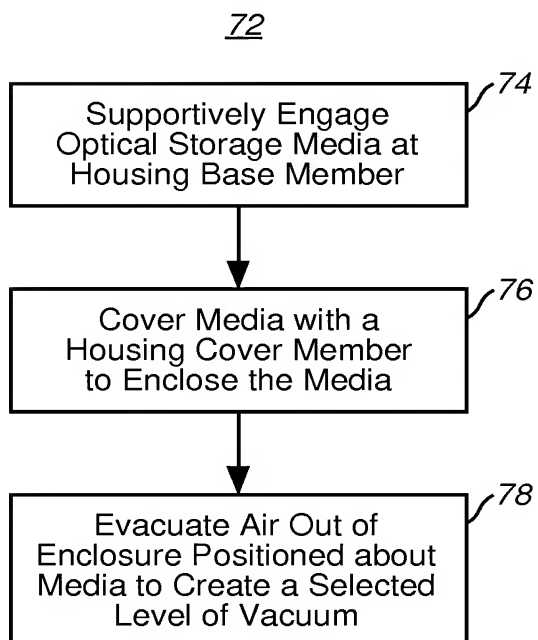 72
74
Supportively Engage
Optical Storage Media at
Housing Base Member
76
Cover Media with a
Housing Cover Member
to Enclose the Media
78
Evacuate Air Out of
Enclosure Positioned about
Media to Create a Selected
Level of Vacuum